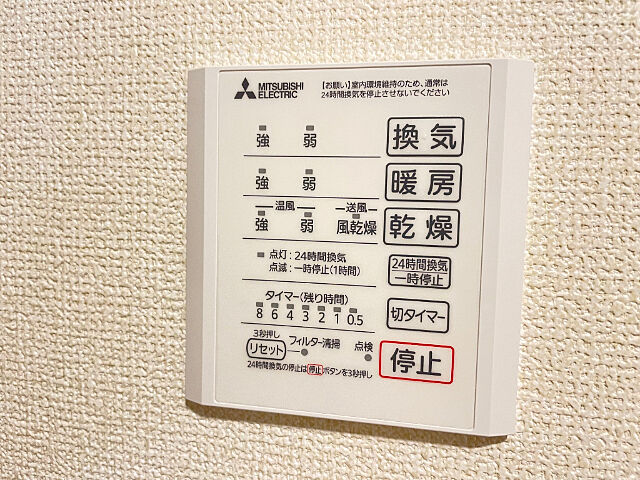 MITSUBISHI
ELECTRIC
【お願い】室内環境維持のため、通常は
24時間換気を停止させないでください
強 弱 換気
強 弱 暖房
温風 送風
強 弱 風乾燥 乾燥
点灯:24時間換気
点滅:一時停止(1時間)
24時間換気
一時停止
タイマー(残り時間)
8 6 4 3 2 1 0.5
切タイマー
3秒押し
リセット フィルター清掃 点検
停止
24時間換気の停止は停止ボタンを3秒押し